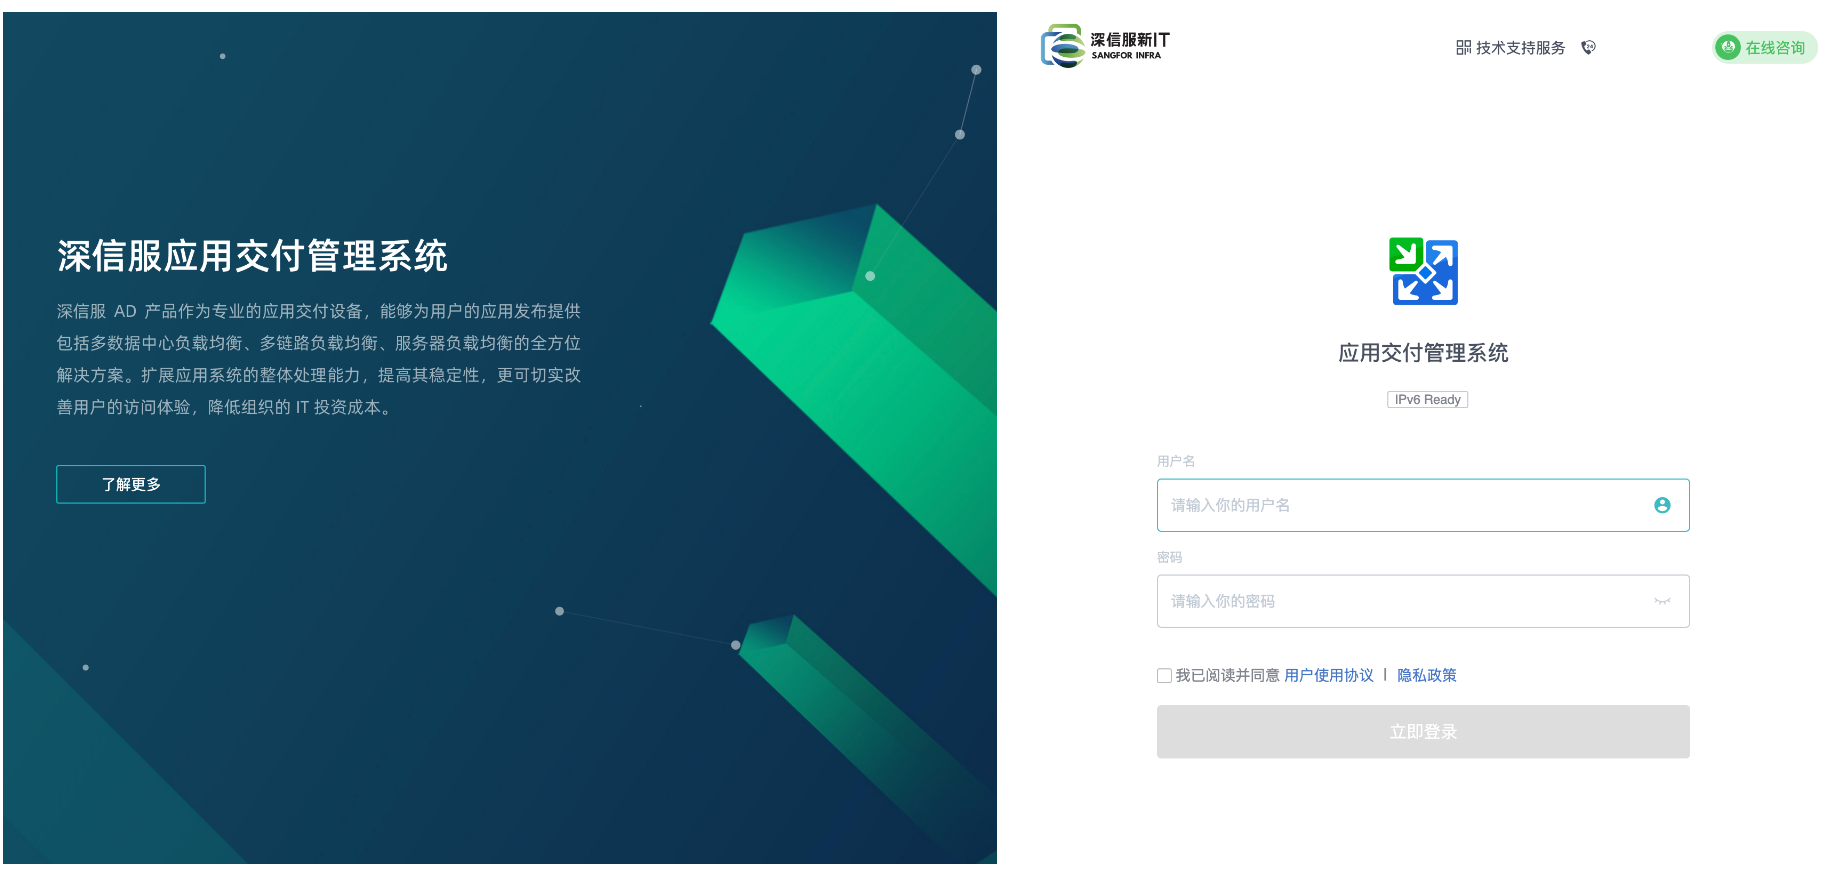 深信服应用交付管理系统
深信服 AD 产品作为专业的应用交付设备，能够为用户的应用发布提供
包括多数据中心负载均衡、多链路负载均衡、服务器负载均衡的全方位
解决方案。扩展应用系统的整体处理能力，提高其稳定性，更可切实改
善用户的访问体验，降低组织的 IT 投资成本。
了解更多
深信服新IT
SANGFOR INFRA
技术支持服务
24
在线咨询
应用交付管理系统
IPv6 Ready
用户名
请输入你的用户名
密码
请输入你的密码
我已阅读并同意 用户使用协议 | 隐私政策
立即登录